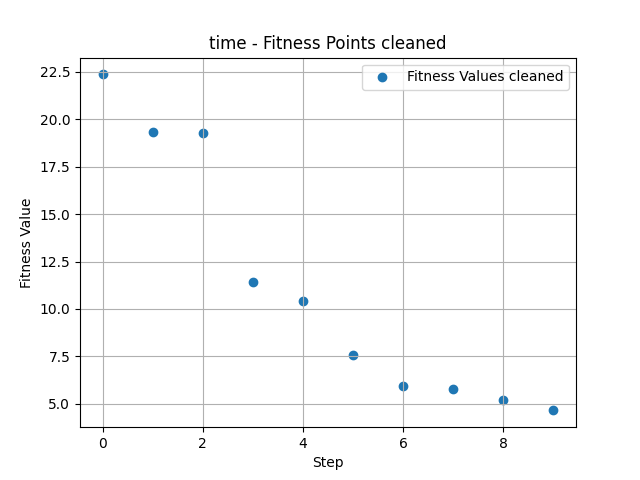 time - Fitness Points cleaned
Fitness Values cleaned
22.5
20.0
17.5
15.0
12.5
10.0
7.5
5.0
Fitness Value
0 2 4 6 8
Step